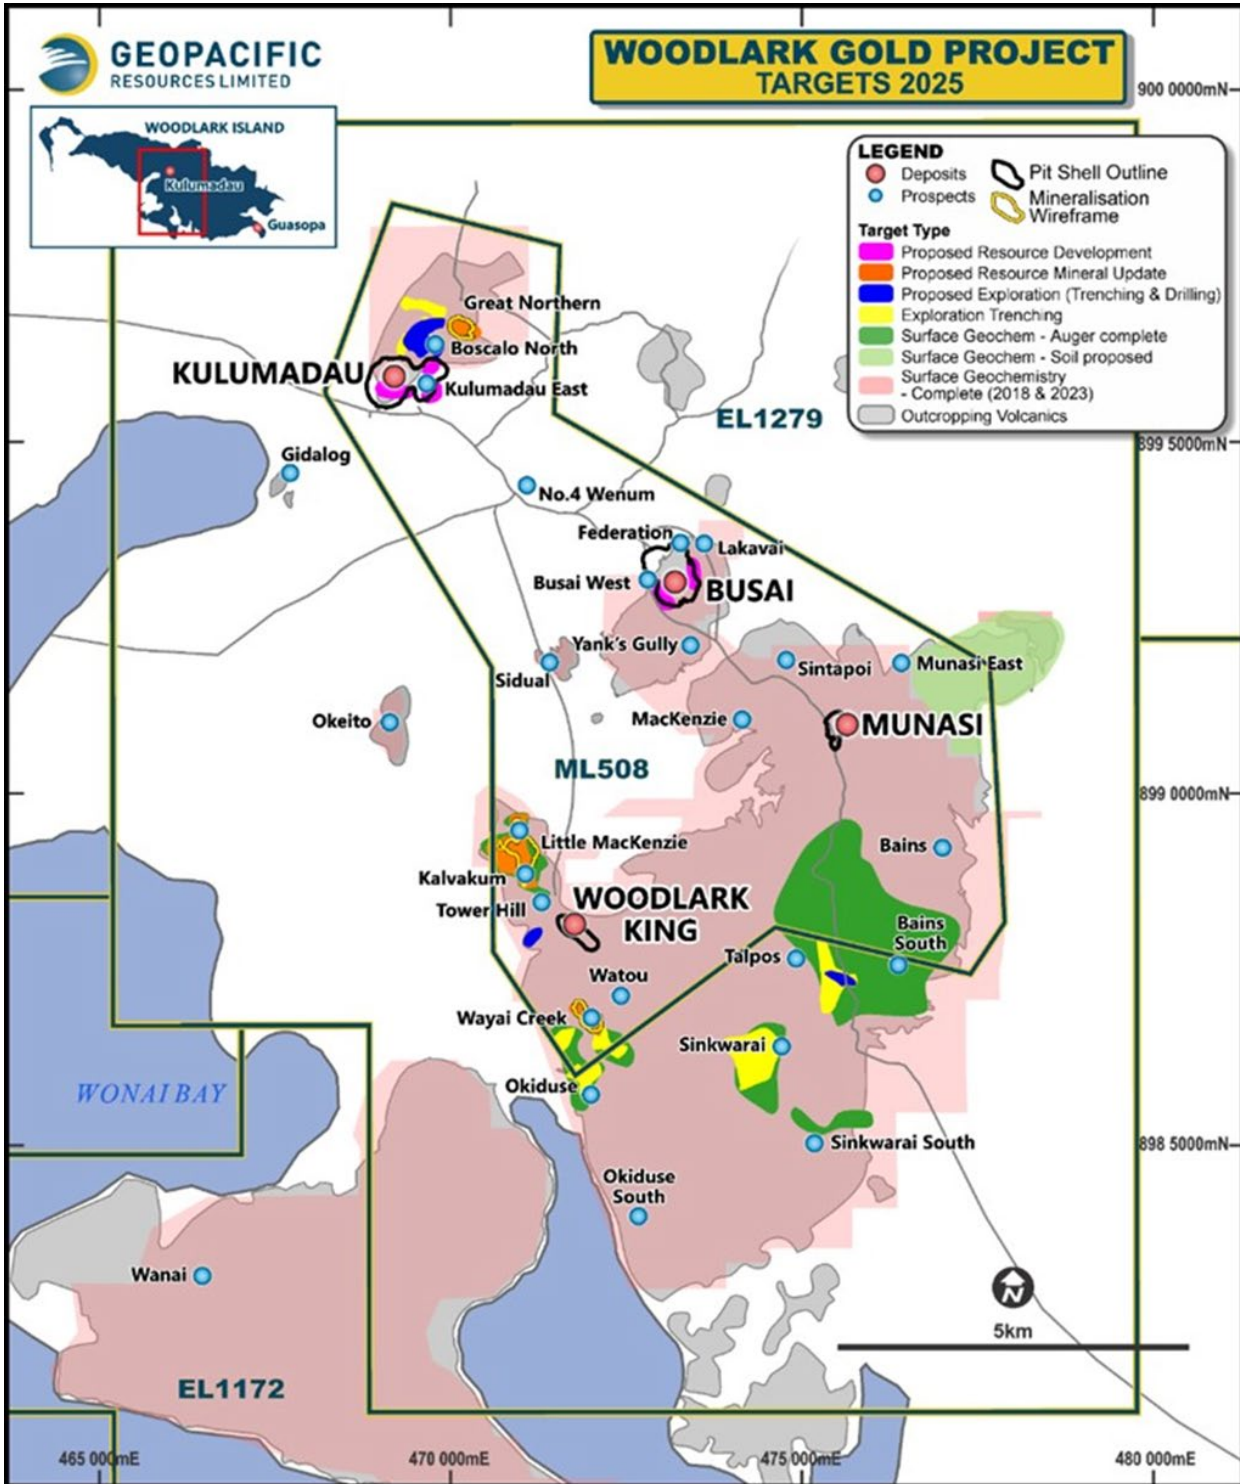 GEOPACIFIC
RESOURCES LIMITED
WOODLARK GOLD PROJECT
TARGETS 2025
900 0000mN
WOODLARK ISLAND
Kulumadau
Guasopa
LEGEND
Deposits
Prospects
Pit Shell Outline
Mineralisation
Wireframe
Target Type
Proposed Resource Development
Proposed Resource Mineral Update
Proposed Exploration (Trenching & Drilling)
Exploration Trenching
Surface Geochem - Auger complete
Surface Geochem - Soil proposed
Surface Geochemistry
- Complete (2018 & 2023)
Outcropping Volcanics
Great Northern
Boscalo North
KULUMADAU
Kulumadau East
EL1279
899 5000mN
Gidalog
No.4 Wenum
Federation
Lakavai
Busai West
BUSAI
Yank's Gully
Sintapoi
Munasi East
Sidual
Okeito
MacKenzie
MUNASI
ML508
899 0000mN
Little MacKenzie
Bains
Kalvakum
WOODLARK
KING
Tower Hill
Bains
South
Talpos
Watou
Wayai Creek
Sinkwarai
Okiduse
WONAI BAY
Sinkwarai South
898 5000mN
Okiduse
South
Wanai
N
5km
EL1172
465 000mE
470 000mE
475 000mE
480 000mE